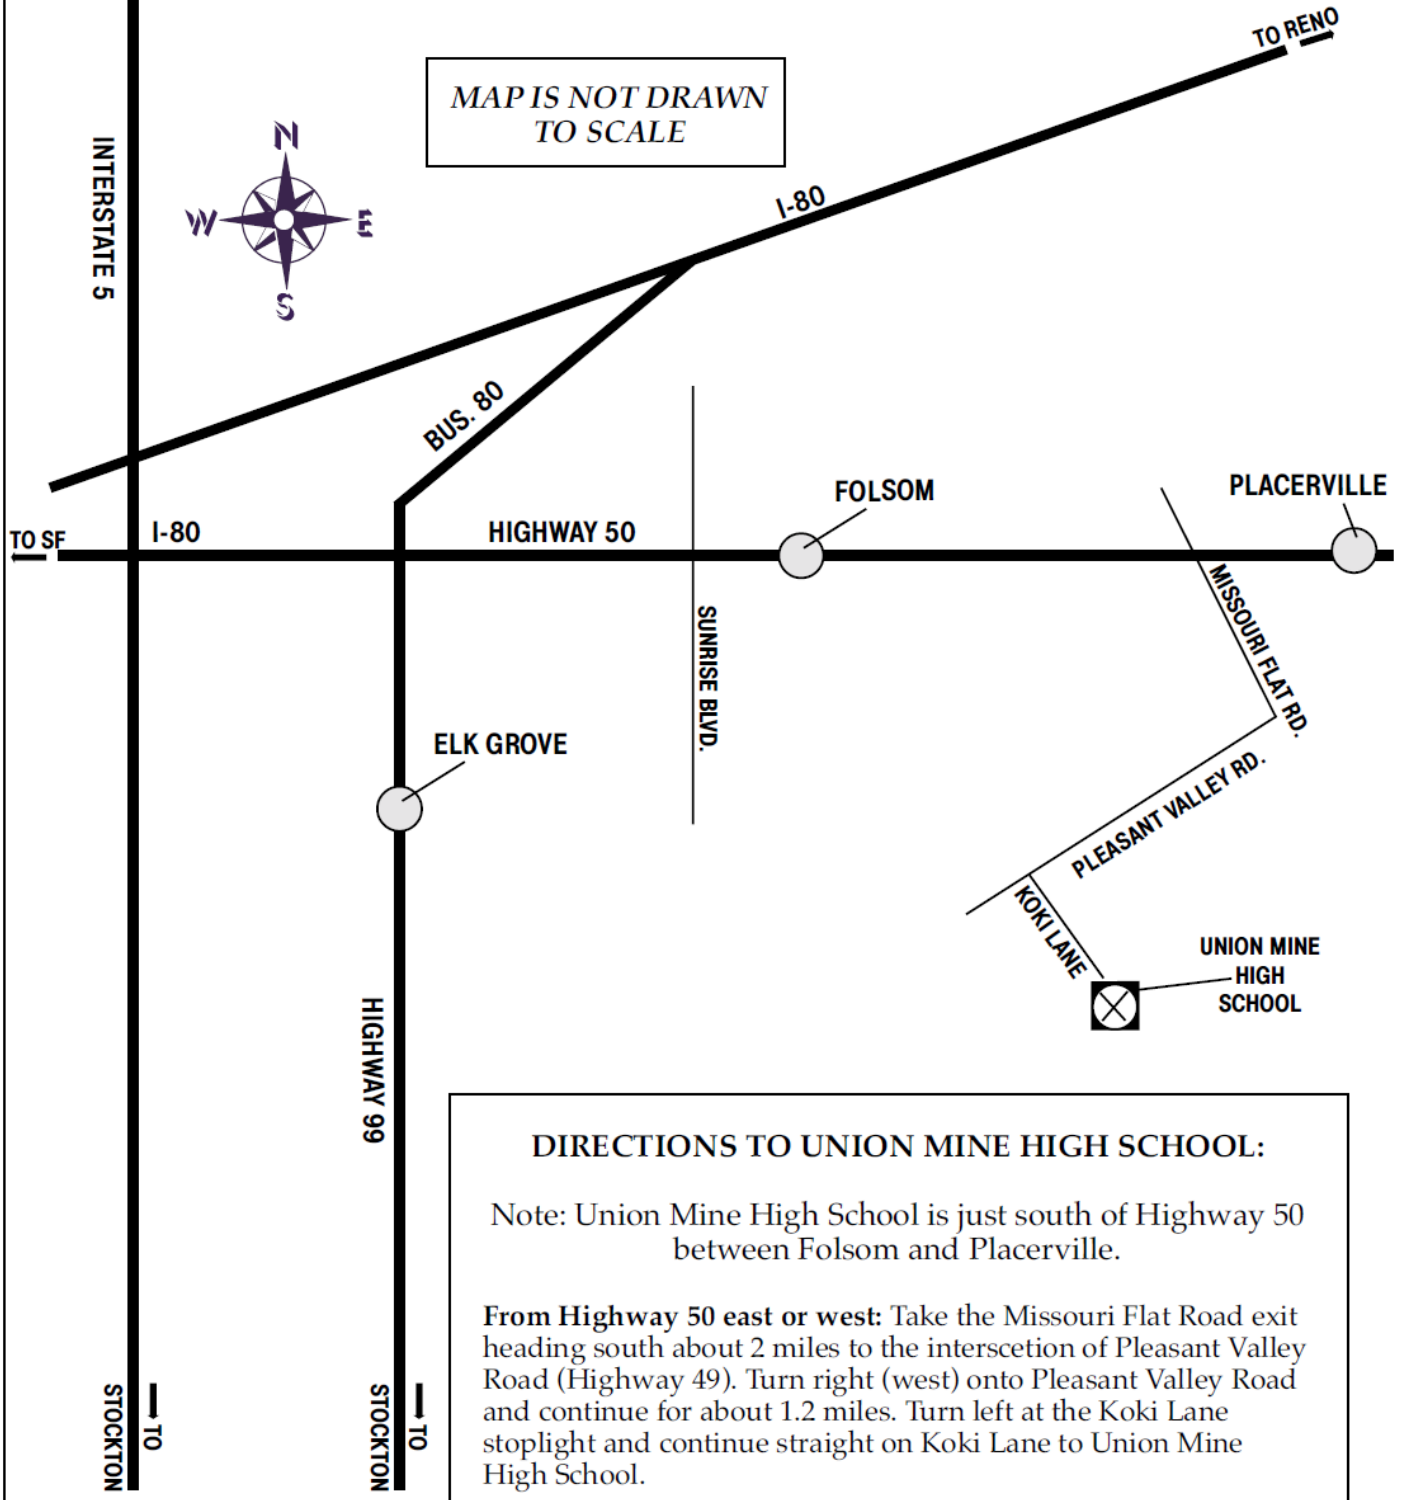 TO RENO
MAP IS NOT DRAWN
TO SCALE
N
W
E
S
INTERSTATE 5
I-80
BUS. 80
FOLSOM
PLACERVILLE
TO SF
I-80
HIGHWAY 50
MISSOURI FLAT RD.
SUNRISE BLVD.
ELK GROVE
PLEASANT VALLEY RD.
KOKI LANE
UNION MINE
HIGH
SCHOOL
HIGHWAY 99
DIRECTIONS TO UNION MINE HIGH SCHOOL:
Note: Union Mine High School is just south of Highway 50
between Folsom and Placerville.
From Highway 50 east or west: Take the Missouri Flat Road exit
heading south about 2 miles to the interscetion of Pleasant Valley
Road (Highway 49). Turn right (west) onto Pleasant Valley Road
and continue for about 1.2 miles. Turn left at the Koki Lane
stoplight and continue straight on Koki Lane to Union Mine
High School.
TO
STOCKTON
TO
STOCKTON